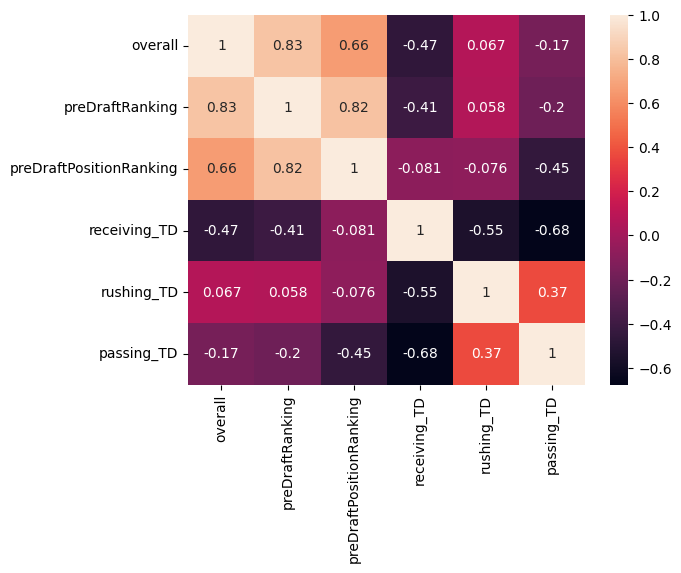 overall 1 0.83 0.66 -0.47 0.067 -0.17
preDraftRanking 0.83 1 0.82 -0.41 0.058 -0.2
preDraftPositionRanking 0.66 0.82 1 -0.081 -0.076 -0.45
receiving_TD -0.47 -0.41 -0.081 1 -0.55 -0.68
rushing_TD 0.067 0.058 -0.076 -0.55 1 0.37
passing_TD -0.17 -0.2 -0.45 -0.68 0.37 1
overall
preDraftRanking
preDraftPositionRanking
receiving_TD
rushing_TD
passing_TD
1.0
0.8
0.6
0.4
0.2
0.0
−0.2
−0.4
−0.6